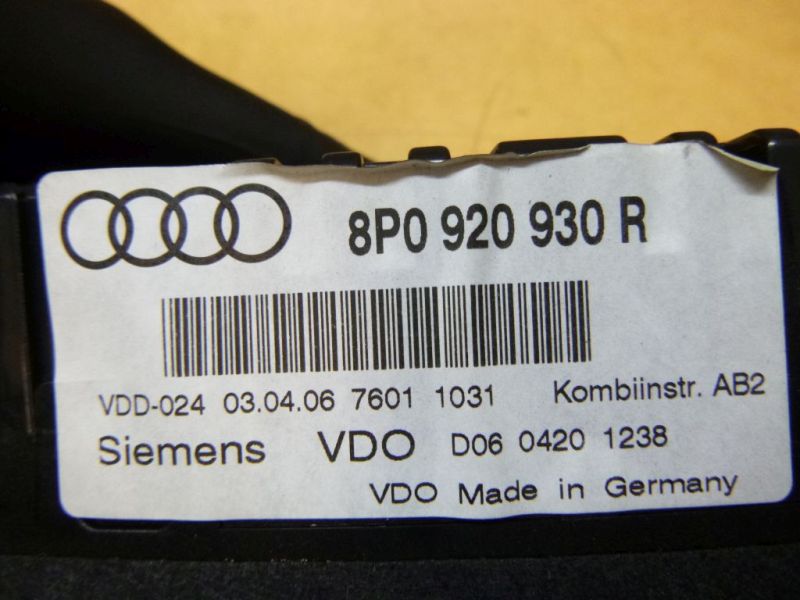 8P0 920 930 R
VDD-024 03.04.06 7601 1031 Kombiinstr. AB2
Siemens VDO D06 0420 1238
VDO Made in Germany